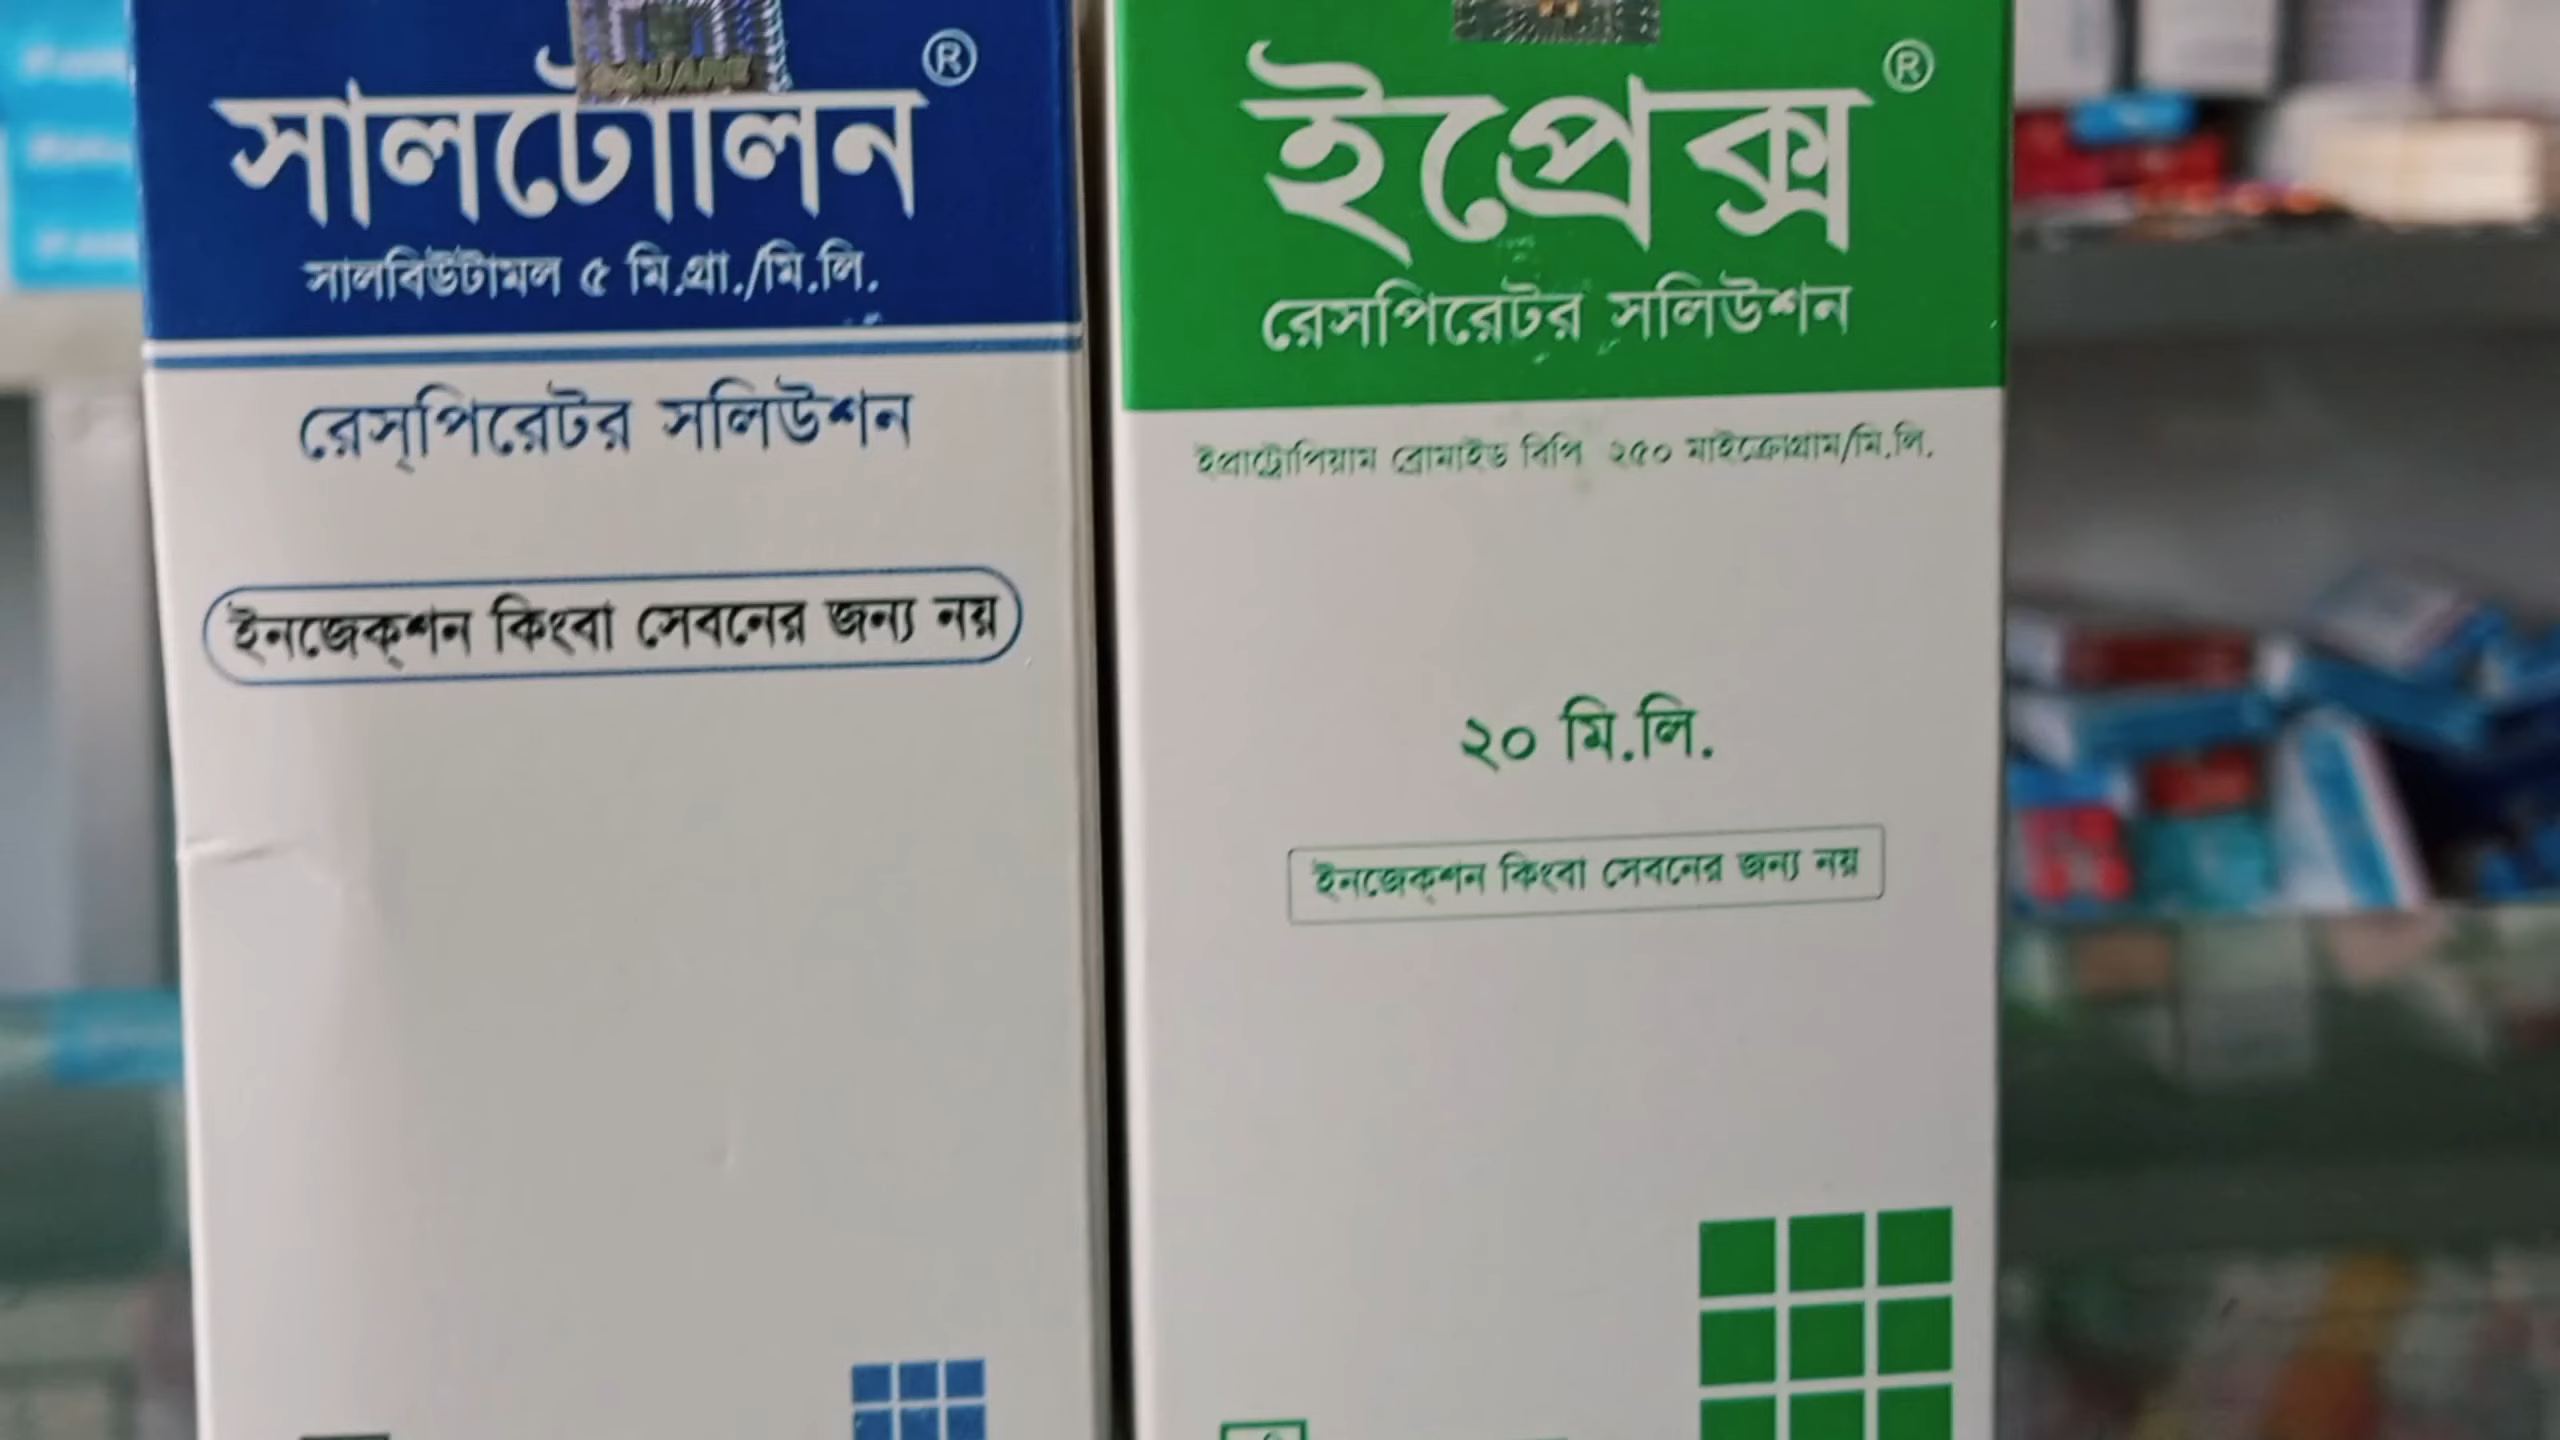 SQUARE
সালটোলিন®
সালবিউটামল ৫ মি.গ্রা./মি.লি.
রেস্‌পিরেটর সলিউশন
ইনজেক্‌শন কিংবা সেবনের জন্য নয়
ইপ্রেক্স®
রেসপিরেটর সলিউশন
ইপ্রাট্রোপিয়াম ব্রোমাইড বিপি ২৫০ মাইক্রোগ্রাম/মি.লি.
২০ মি.লি.
ইনজেক্‌শন কিংবা সেবনের জন্য নয়